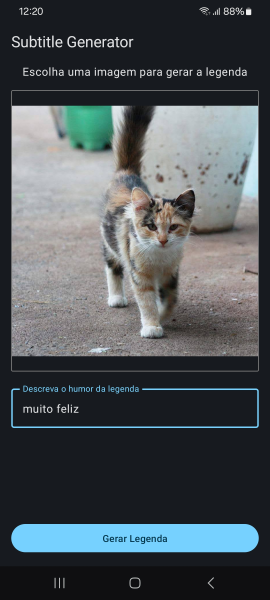 12:20
88%
Subtitle Generator
Escolha uma imagem para gerar a legenda
Descreva o humor da legenda
muito feliz
Gerar Legenda